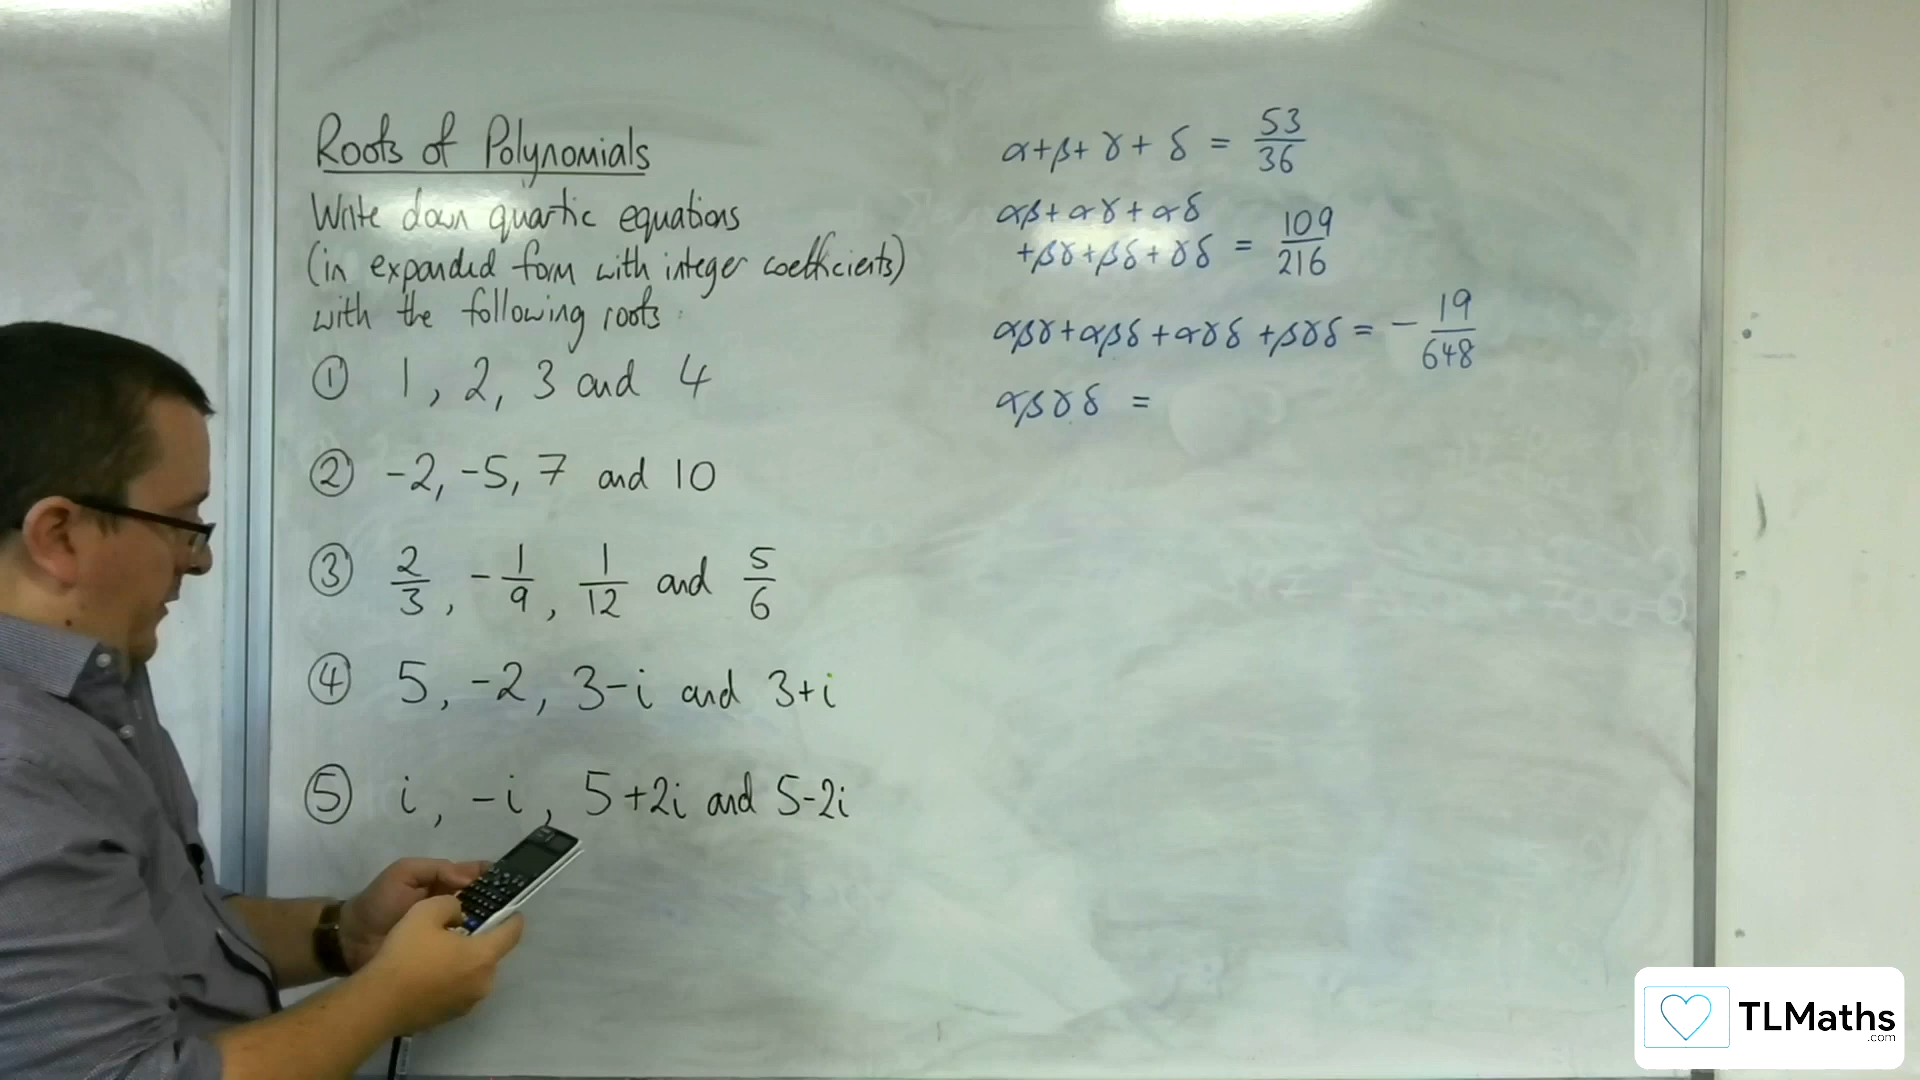 Roots of Polynomials
Write down quartic equations
(in expanded form with integer coefficients)
with the following roots:
① 1, 2, 3 and 4
② -2, -5, 7 and 10
③ 2/3, -1/9, 1/12 and 5/6
④ 5, -2, 3-i and 3+i
⑤ i, -i, 5+2i and 5-2i
α+β+γ+δ = 53/36
αβ+αγ+αδ
+βγ+βδ+γδ = 109/216
αβγ+αβδ+αγδ+βγδ = -19/648
αβγδ =
TLMaths
.com